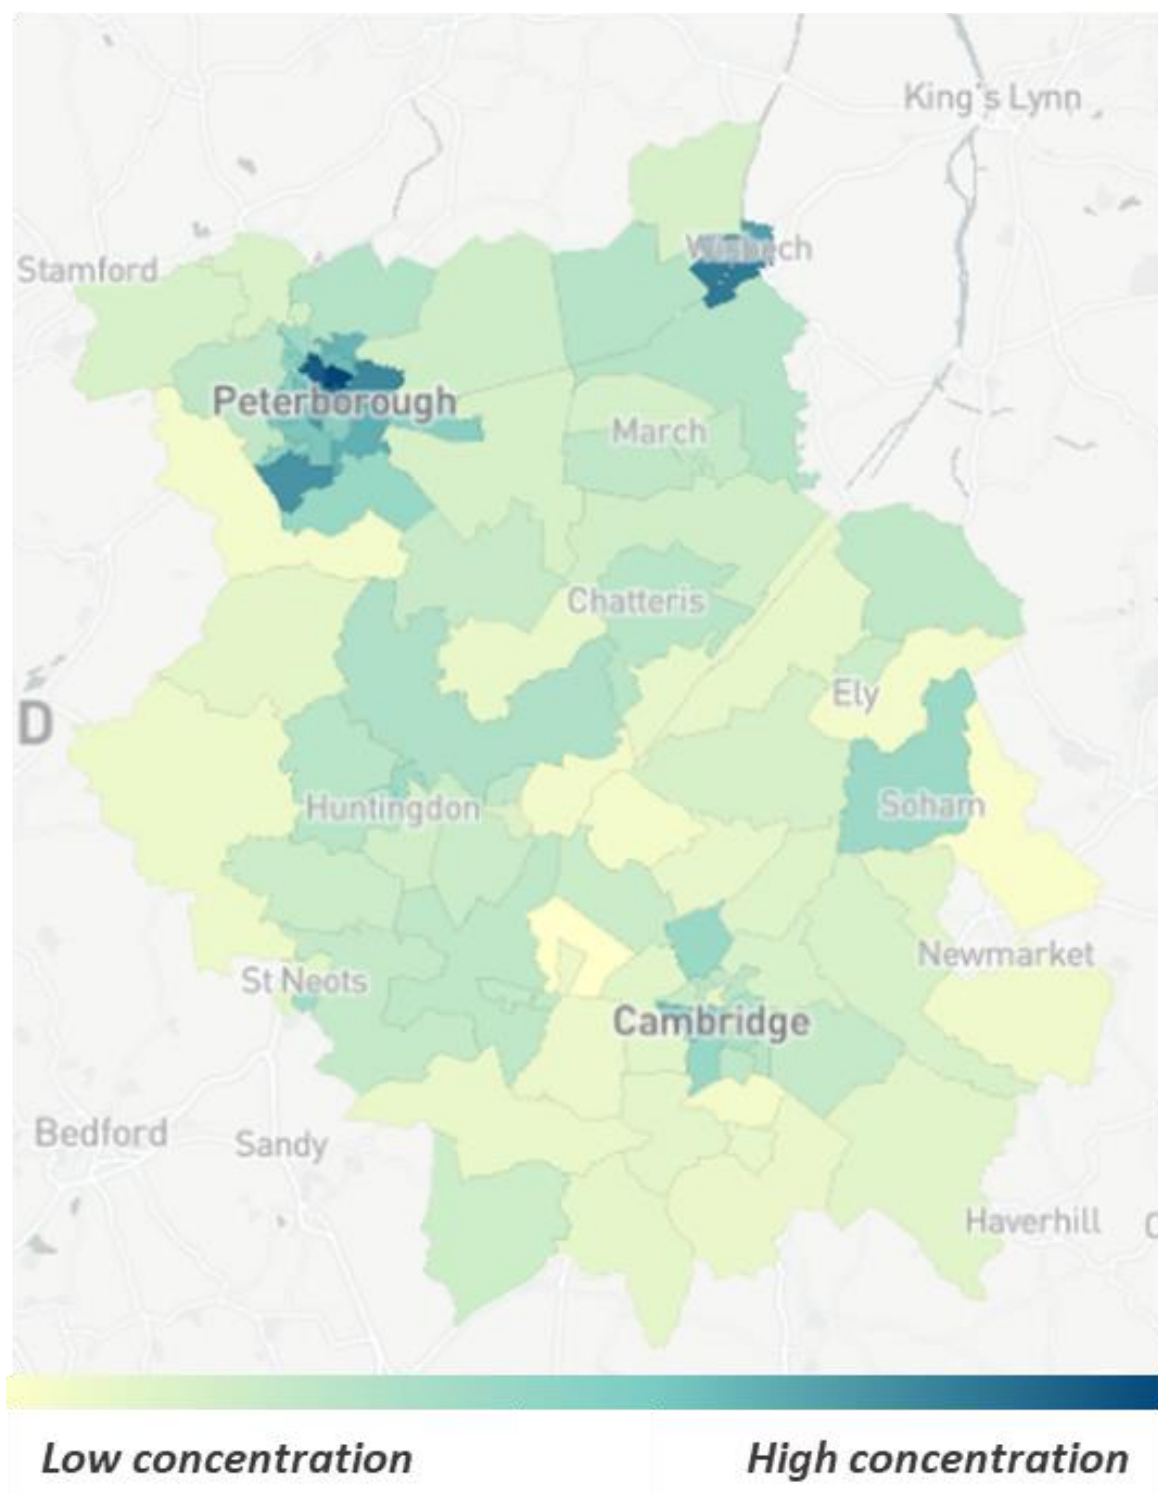 King's Lynn
Wisbech
Stamford
Peterborough
March
Chatteris
Ely
D
Soham
Huntingdon
Newmarket
St Neots
Cambridge
Bedford
Sandy
Haverhill
C
Low concentration
High concentration